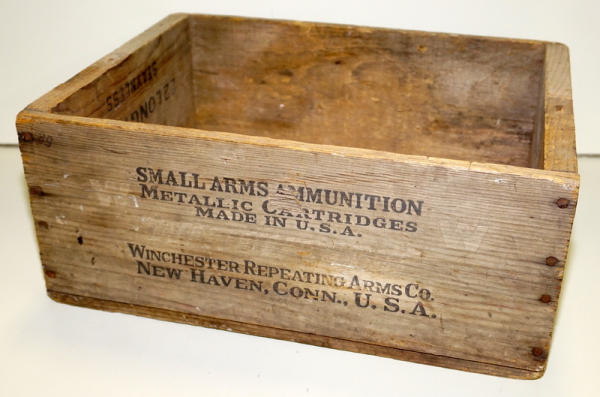 SMALL ARMS AMMUNITION
METALLIC CARTRIDGES
MADE IN U.S.A.
WINCHESTER REPEATING ARMS CO.
NEW HAVEN, CONN., U.S.A.